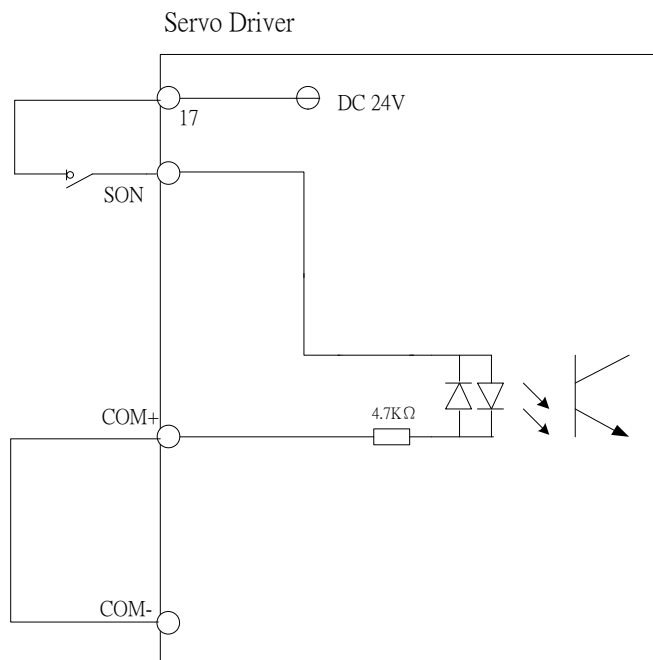 Servo Driver
17
DC 24V
SON
COM+
4.7KΩ
COM-